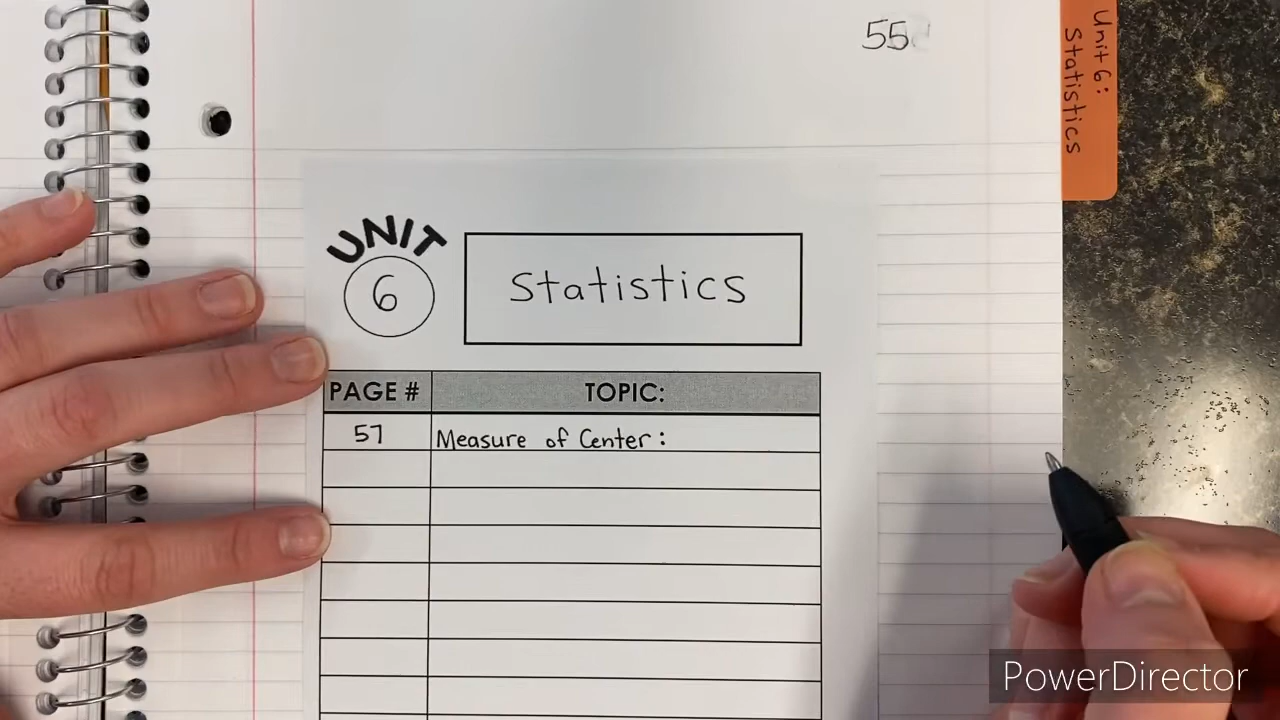 55
Unit 6:
Statistics
UNIT
6
Statistics
PAGE # TOPIC:
57 Measure of Center:
PowerDirector